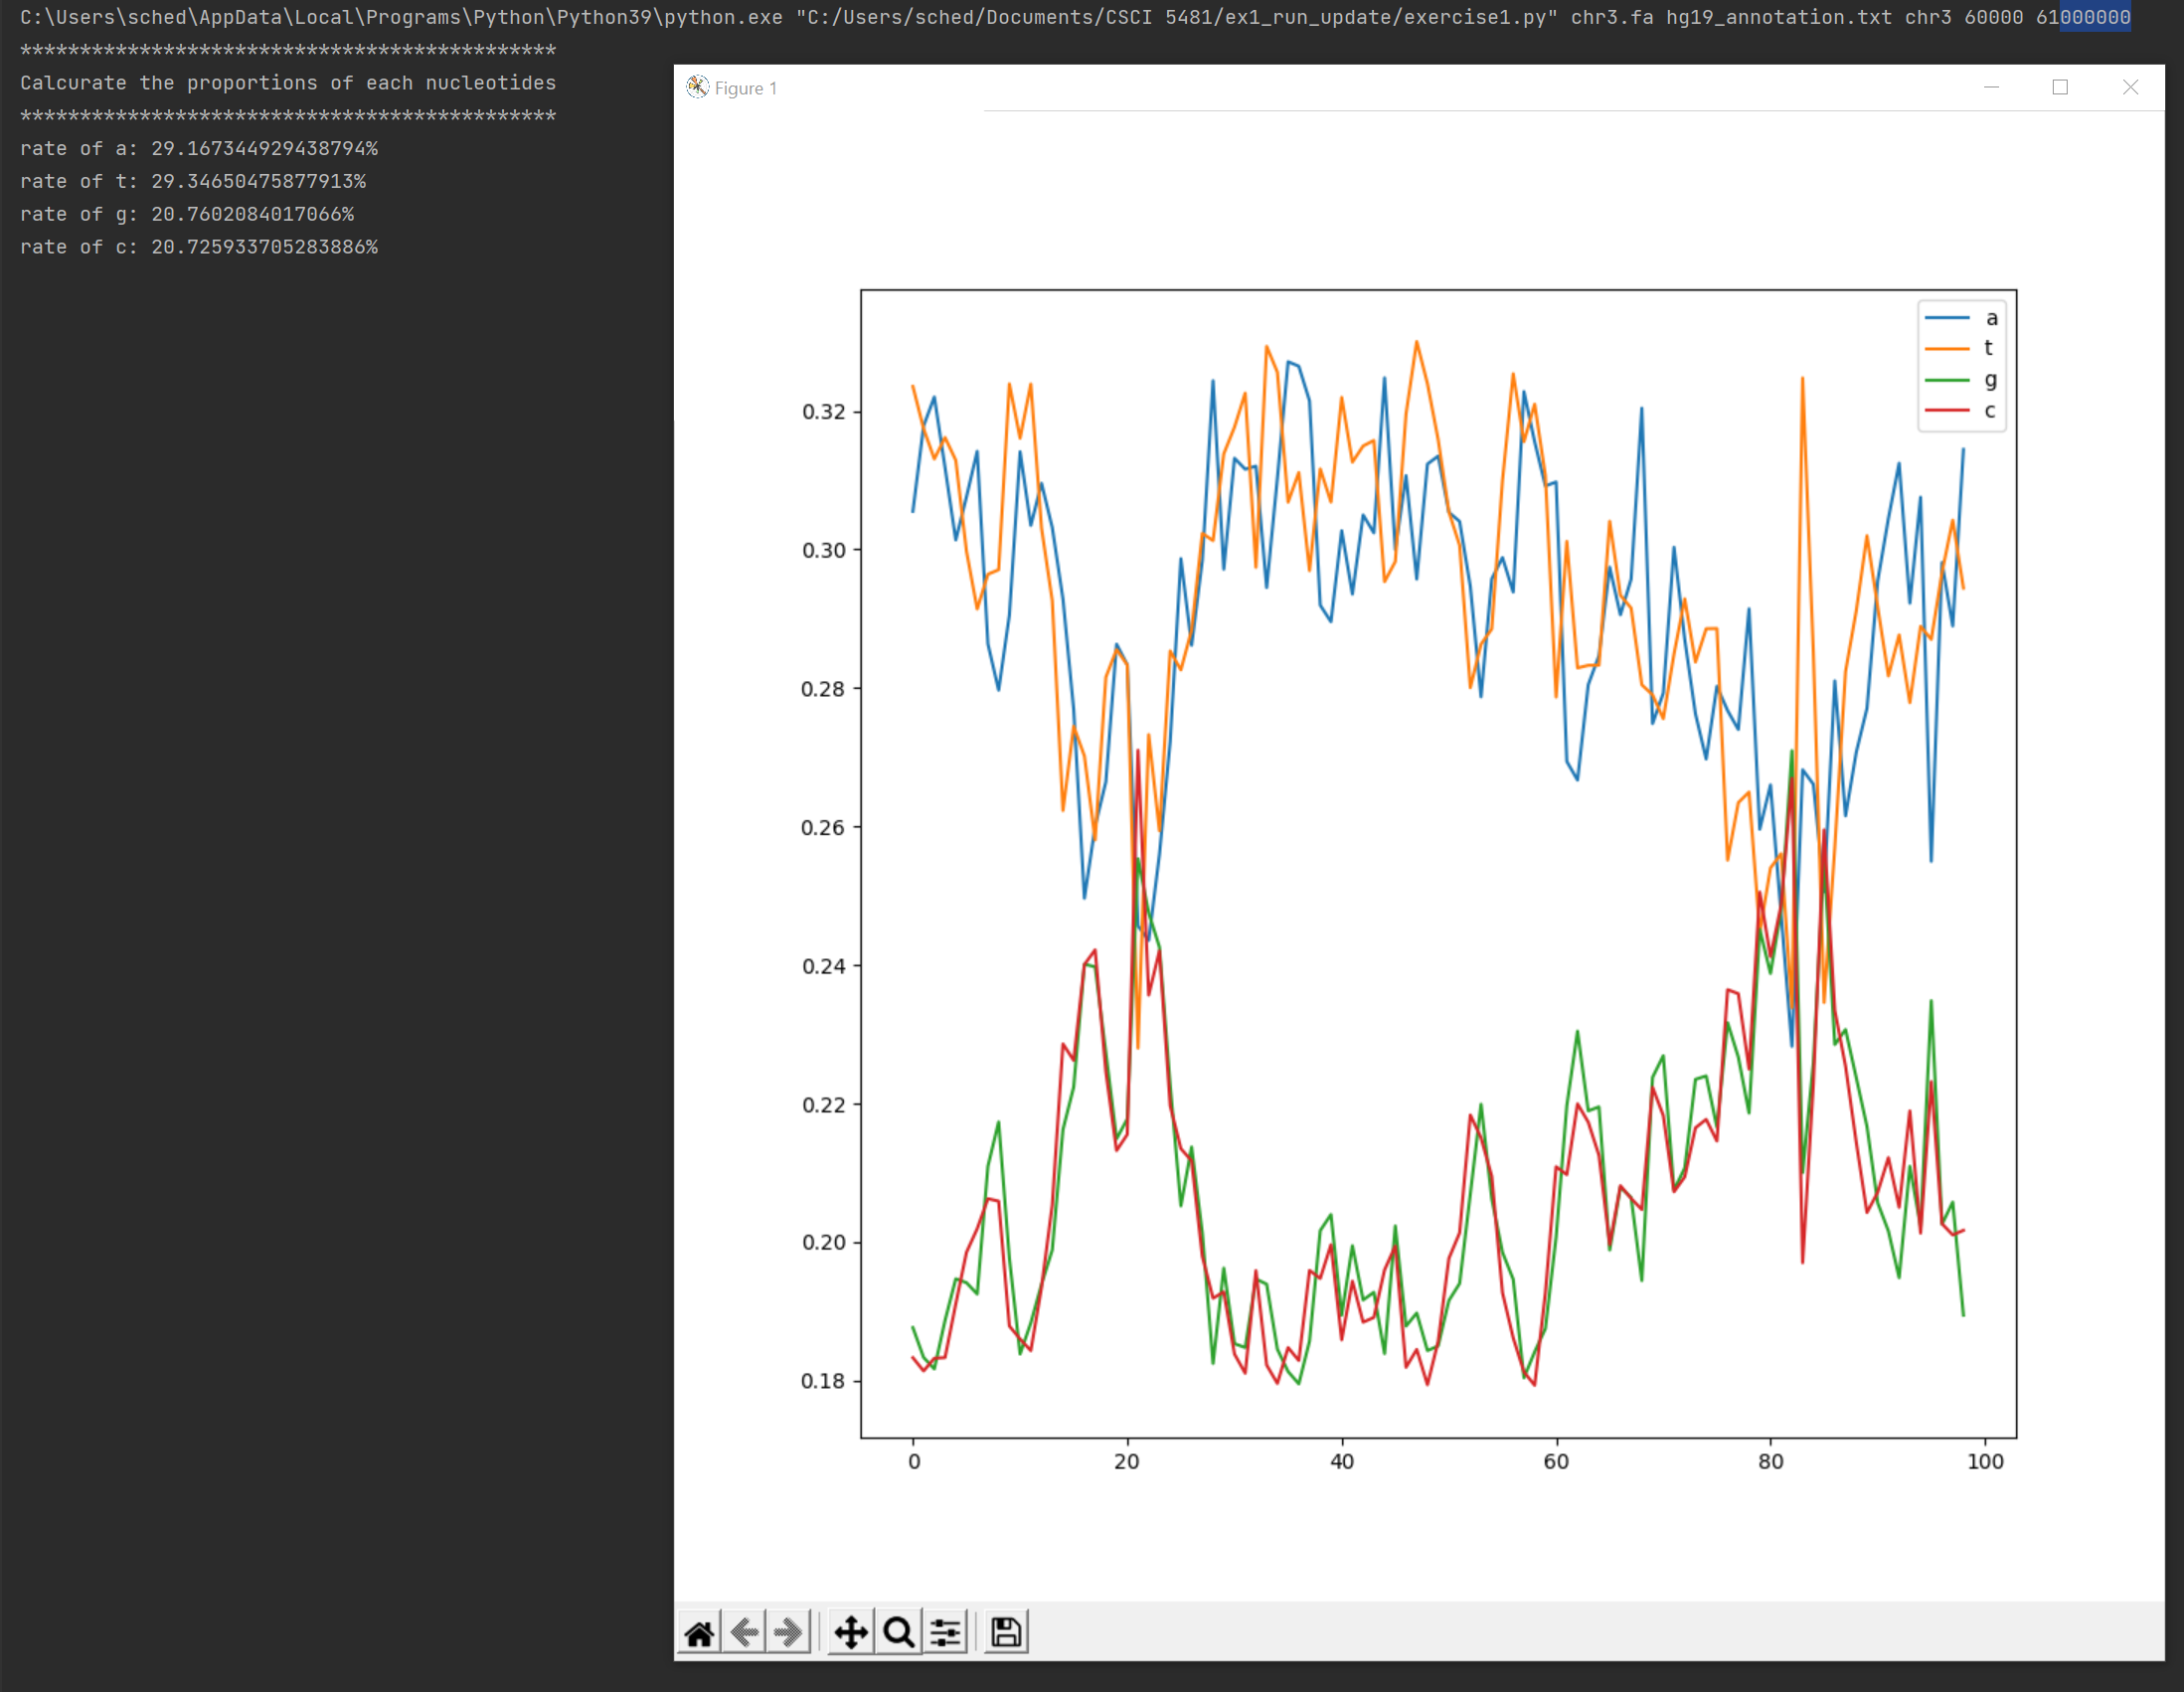 C:\Users\sched\AppData\Local\Programs\Python\Python39\python.exe "C:/Users/sched/Documents/CSCI 5481/ex1_run_update/exercise1.py" chr3.fa hg19_annotation.txt chr3 60000 61000000
*********************************************
Calcurate the proportions of each nucleotides
*********************************************
rate of a: 29.167344929438794%
rate of t: 29.34650475877913%
rate of g: 20.7602084017066%
rate of c: 20.725933705283886%
Figure 1
a
t
g
c
0.32
0.30
0.28
0.26
0.24
0.22
0.20
0.18
0 20 40 60 80 100